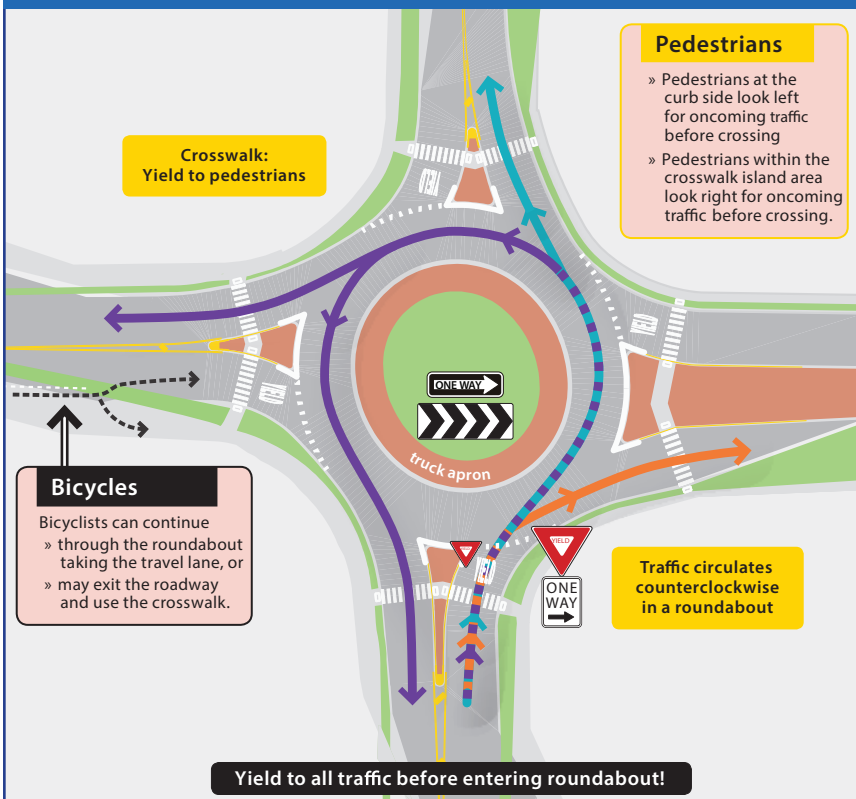 Pedestrians
» Pedestrians at the
curb side look left
for oncoming traffic
before crossing
» Pedestrians within the
crosswalk island area
look right for oncoming
traffic before crossing.
Crosswalk:
Yield to pedestrians
YIELD
YIELD
YIELD
ONE WAY
truck apron
Bicycles
Bicyclists can continue
» through the roundabout
taking the travel lane, or
» may exit the roadway
and use the crosswalk.
YIELD
ONE
WAY
Traffic circulates
counterclockwise
in a roundabout
Yield to all traffic before entering roundabout!